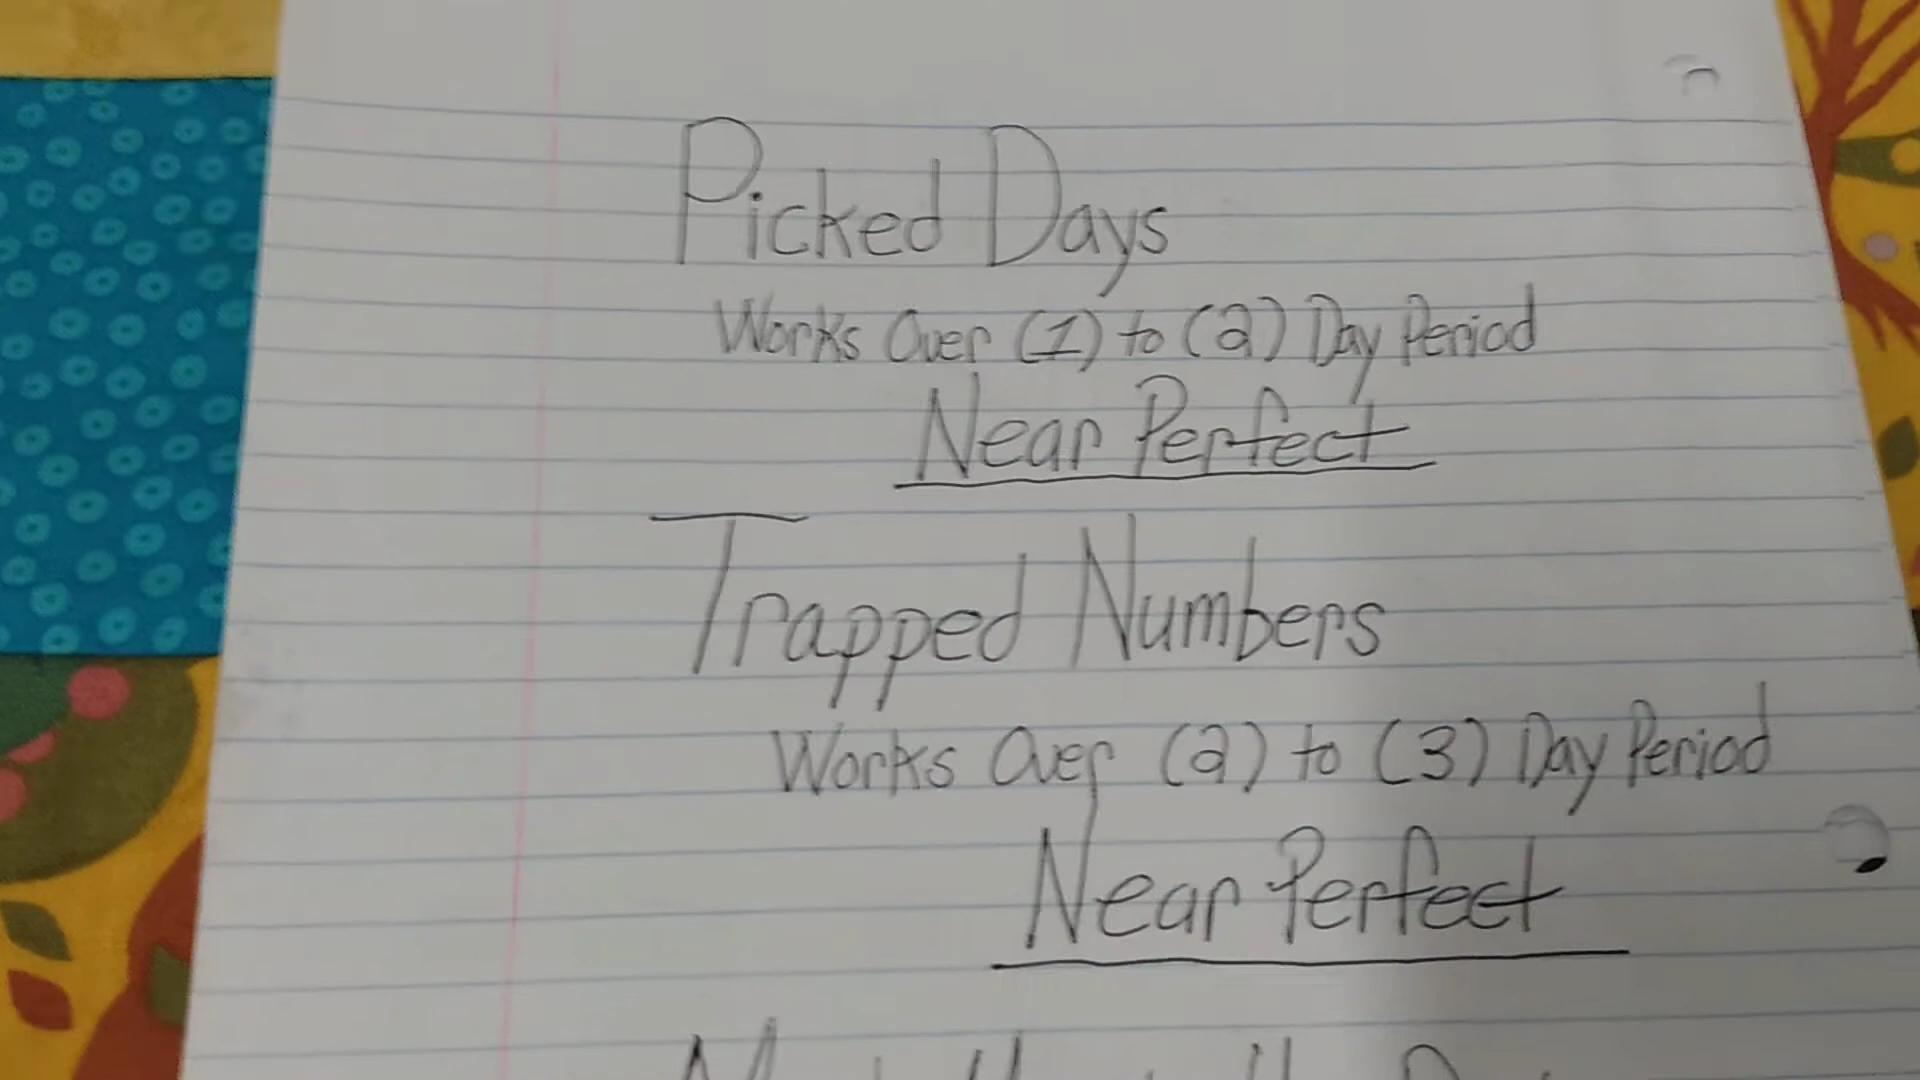 Picked Days
Works Over (1) to (2) Day Period
Near Perfect
Trapped Numbers
Works Over (2) to (3) Day Period
Near Perfect